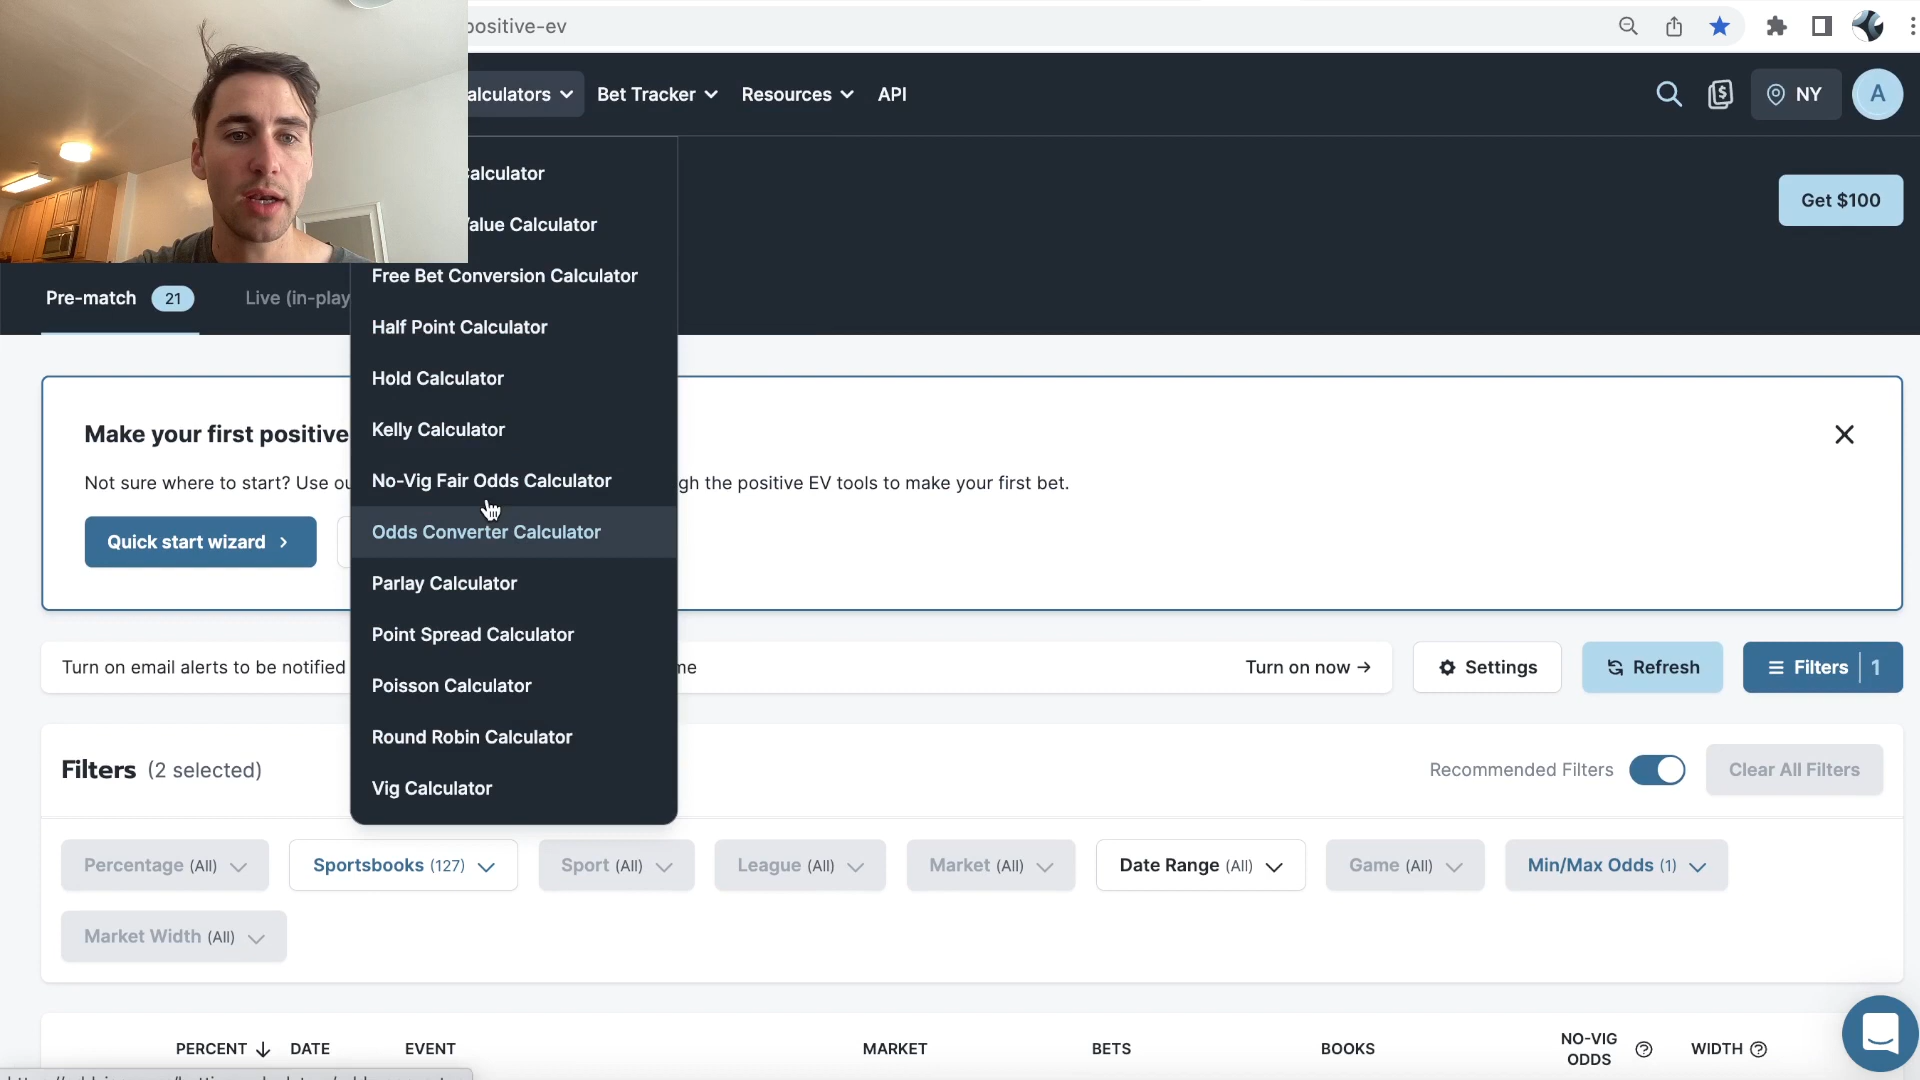 positive-ev
alculators
Bet Tracker
Resources
API
NY
A
alculator
Value Calculator
Get $100
Free Bet Conversion Calculator
Pre-match 21
Live (in-play
Half Point Calculator
Hold Calculator
Kelly Calculator
Make your first positive
No-Vig Fair Odds Calculator
Not sure where to start? Use ou
gh the positive EV tools to make your first bet.
Odds Converter Calculator
Quick start wizard
Parlay Calculator
Point Spread Calculator
Turn on email alerts to be notified
me
Turn on now →
Settings
Refresh
Filters 1
Poisson Calculator
Round Robin Calculator
Vig Calculator
Filters (2 selected)
Recommended Filters
Clear All Filters
Percentage (All)
Sportsbooks (127)
Sport (All)
League (All)
Market (All)
Date Range (All)
Game (All)
Min/Max Odds (1)
Market Width (All)
PERCENT ↓
DATE
EVENT
MARKET
BETS
BOOKS
NO-VIG
ODDS
WIDTH